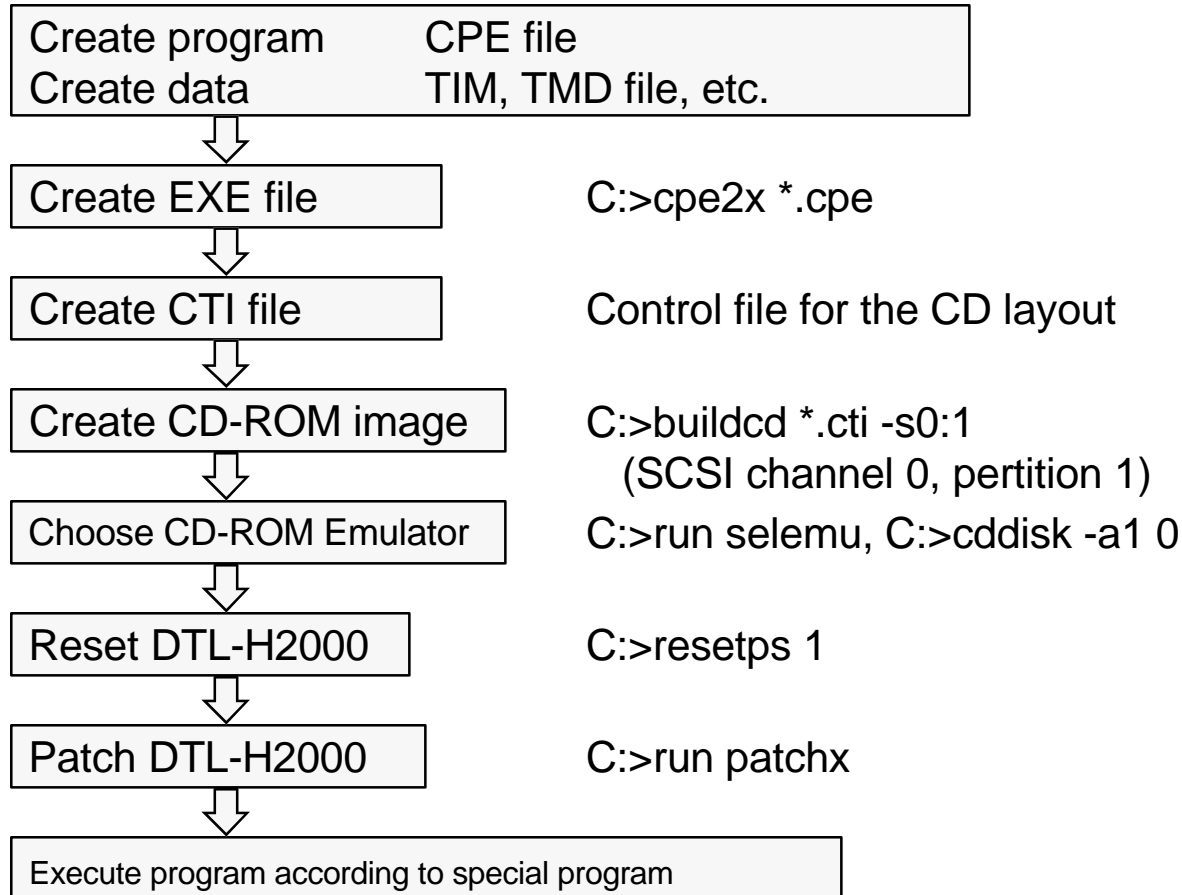 Create program CPE file
Create data TIM, TMD file, etc.
Create EXE file C:>cpe2x *.cpe
Create CTI file Control file for the CD layout
Create CD-ROM image C:>buildcd *.cti -s0:1
(SCSI channel 0, pertition 1)
Choose CD-ROM Emulator C:>run selemu, C:>cddisk -a1 0
Reset DTL-H2000 C:>resetps 1
Patch DTL-H2000 C:>run patchx
Execute program according to special program